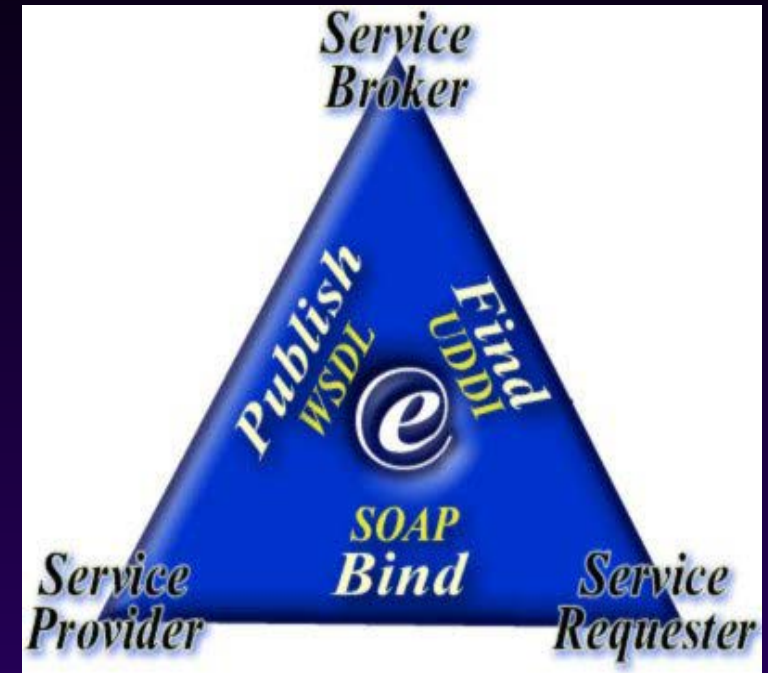 Service
Broker
Publish
WSDL
Find
UDDI
e
SOAP
Bind
Service
Provider
Service
Requester